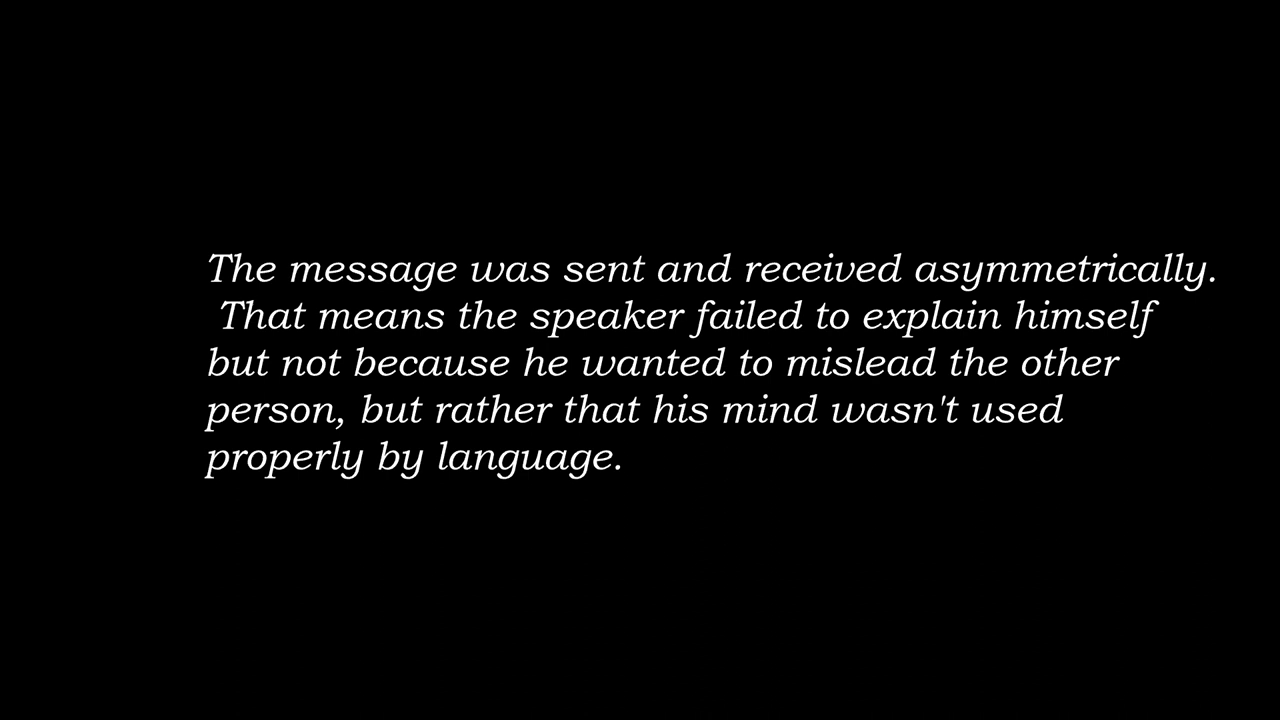 The message was sent and received asymmetrically.
That means the speaker failed to explain himself
but not because he wanted to mislead the other
person, but rather that his mind wasn't used
properly by language.